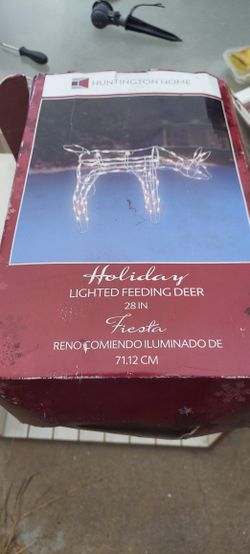 HUNTINGTON HOME
Holiday
LIGHTED FEEDING DEER
28 IN
Fiesta
RENO COMIENDO ILUMINADO DE
71.12 CM